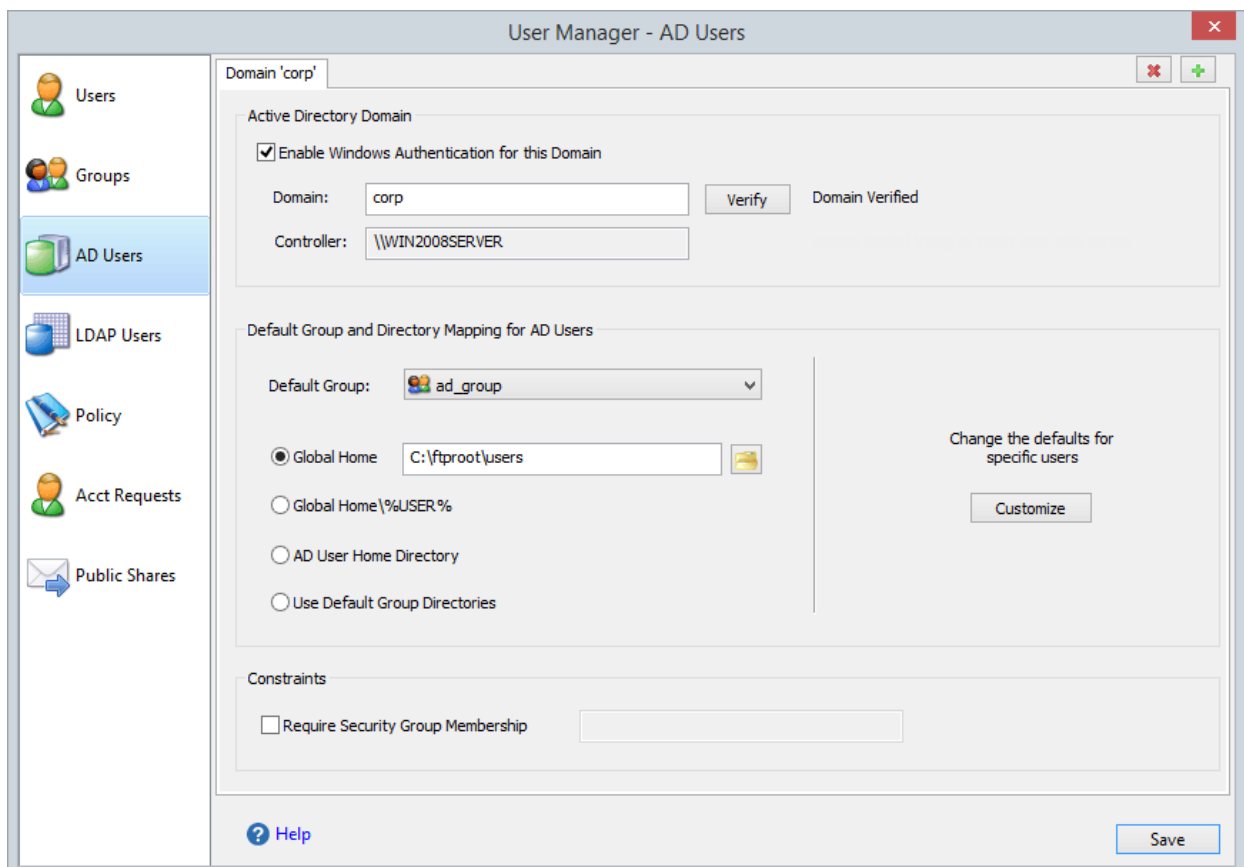 User Manager - AD Users
Users
Groups
AD Users
LDAP Users
Policy
Acct Requests
Public Shares
Domain 'corp'
Active Directory Domain
Enable Windows Authentication for this Domain
Domain: corp Verify Domain Verified
Controller: \\WIN2008SERVER
Default Group and Directory Mapping for AD Users
Default Group: ad_group
Global Home C:\ftproot\users
Global Home\%USER%
AD User Home Directory
Use Default Group Directories
Change the defaults for
specific users
Customize
Constraints
Require Security Group Membership
Help
Save